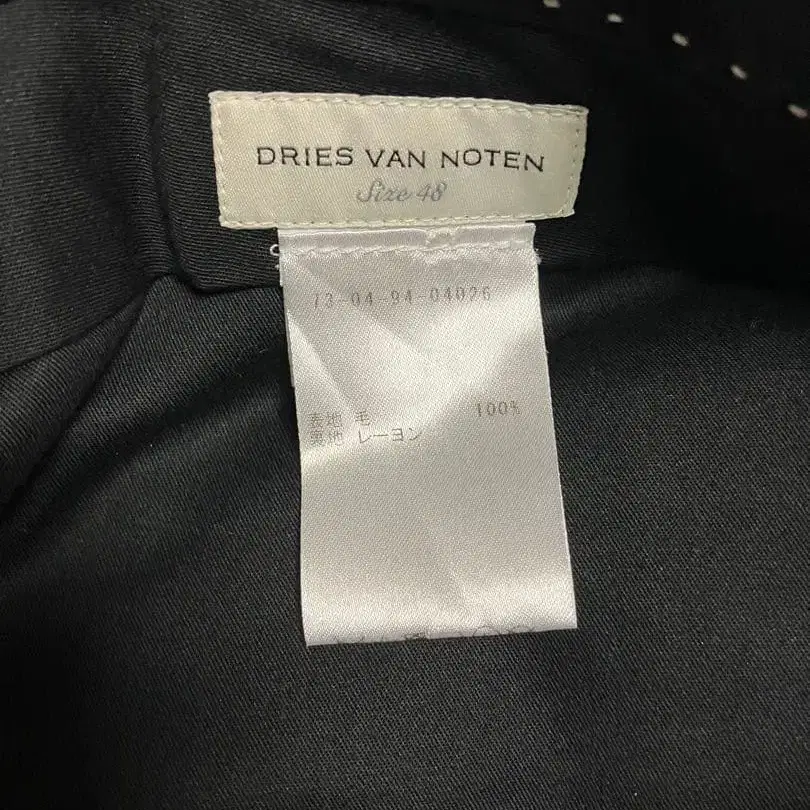 DRIES VAN NOTEN
Size 48
13-04-94-04026
表地 毛 100%
裏地 レーヨン